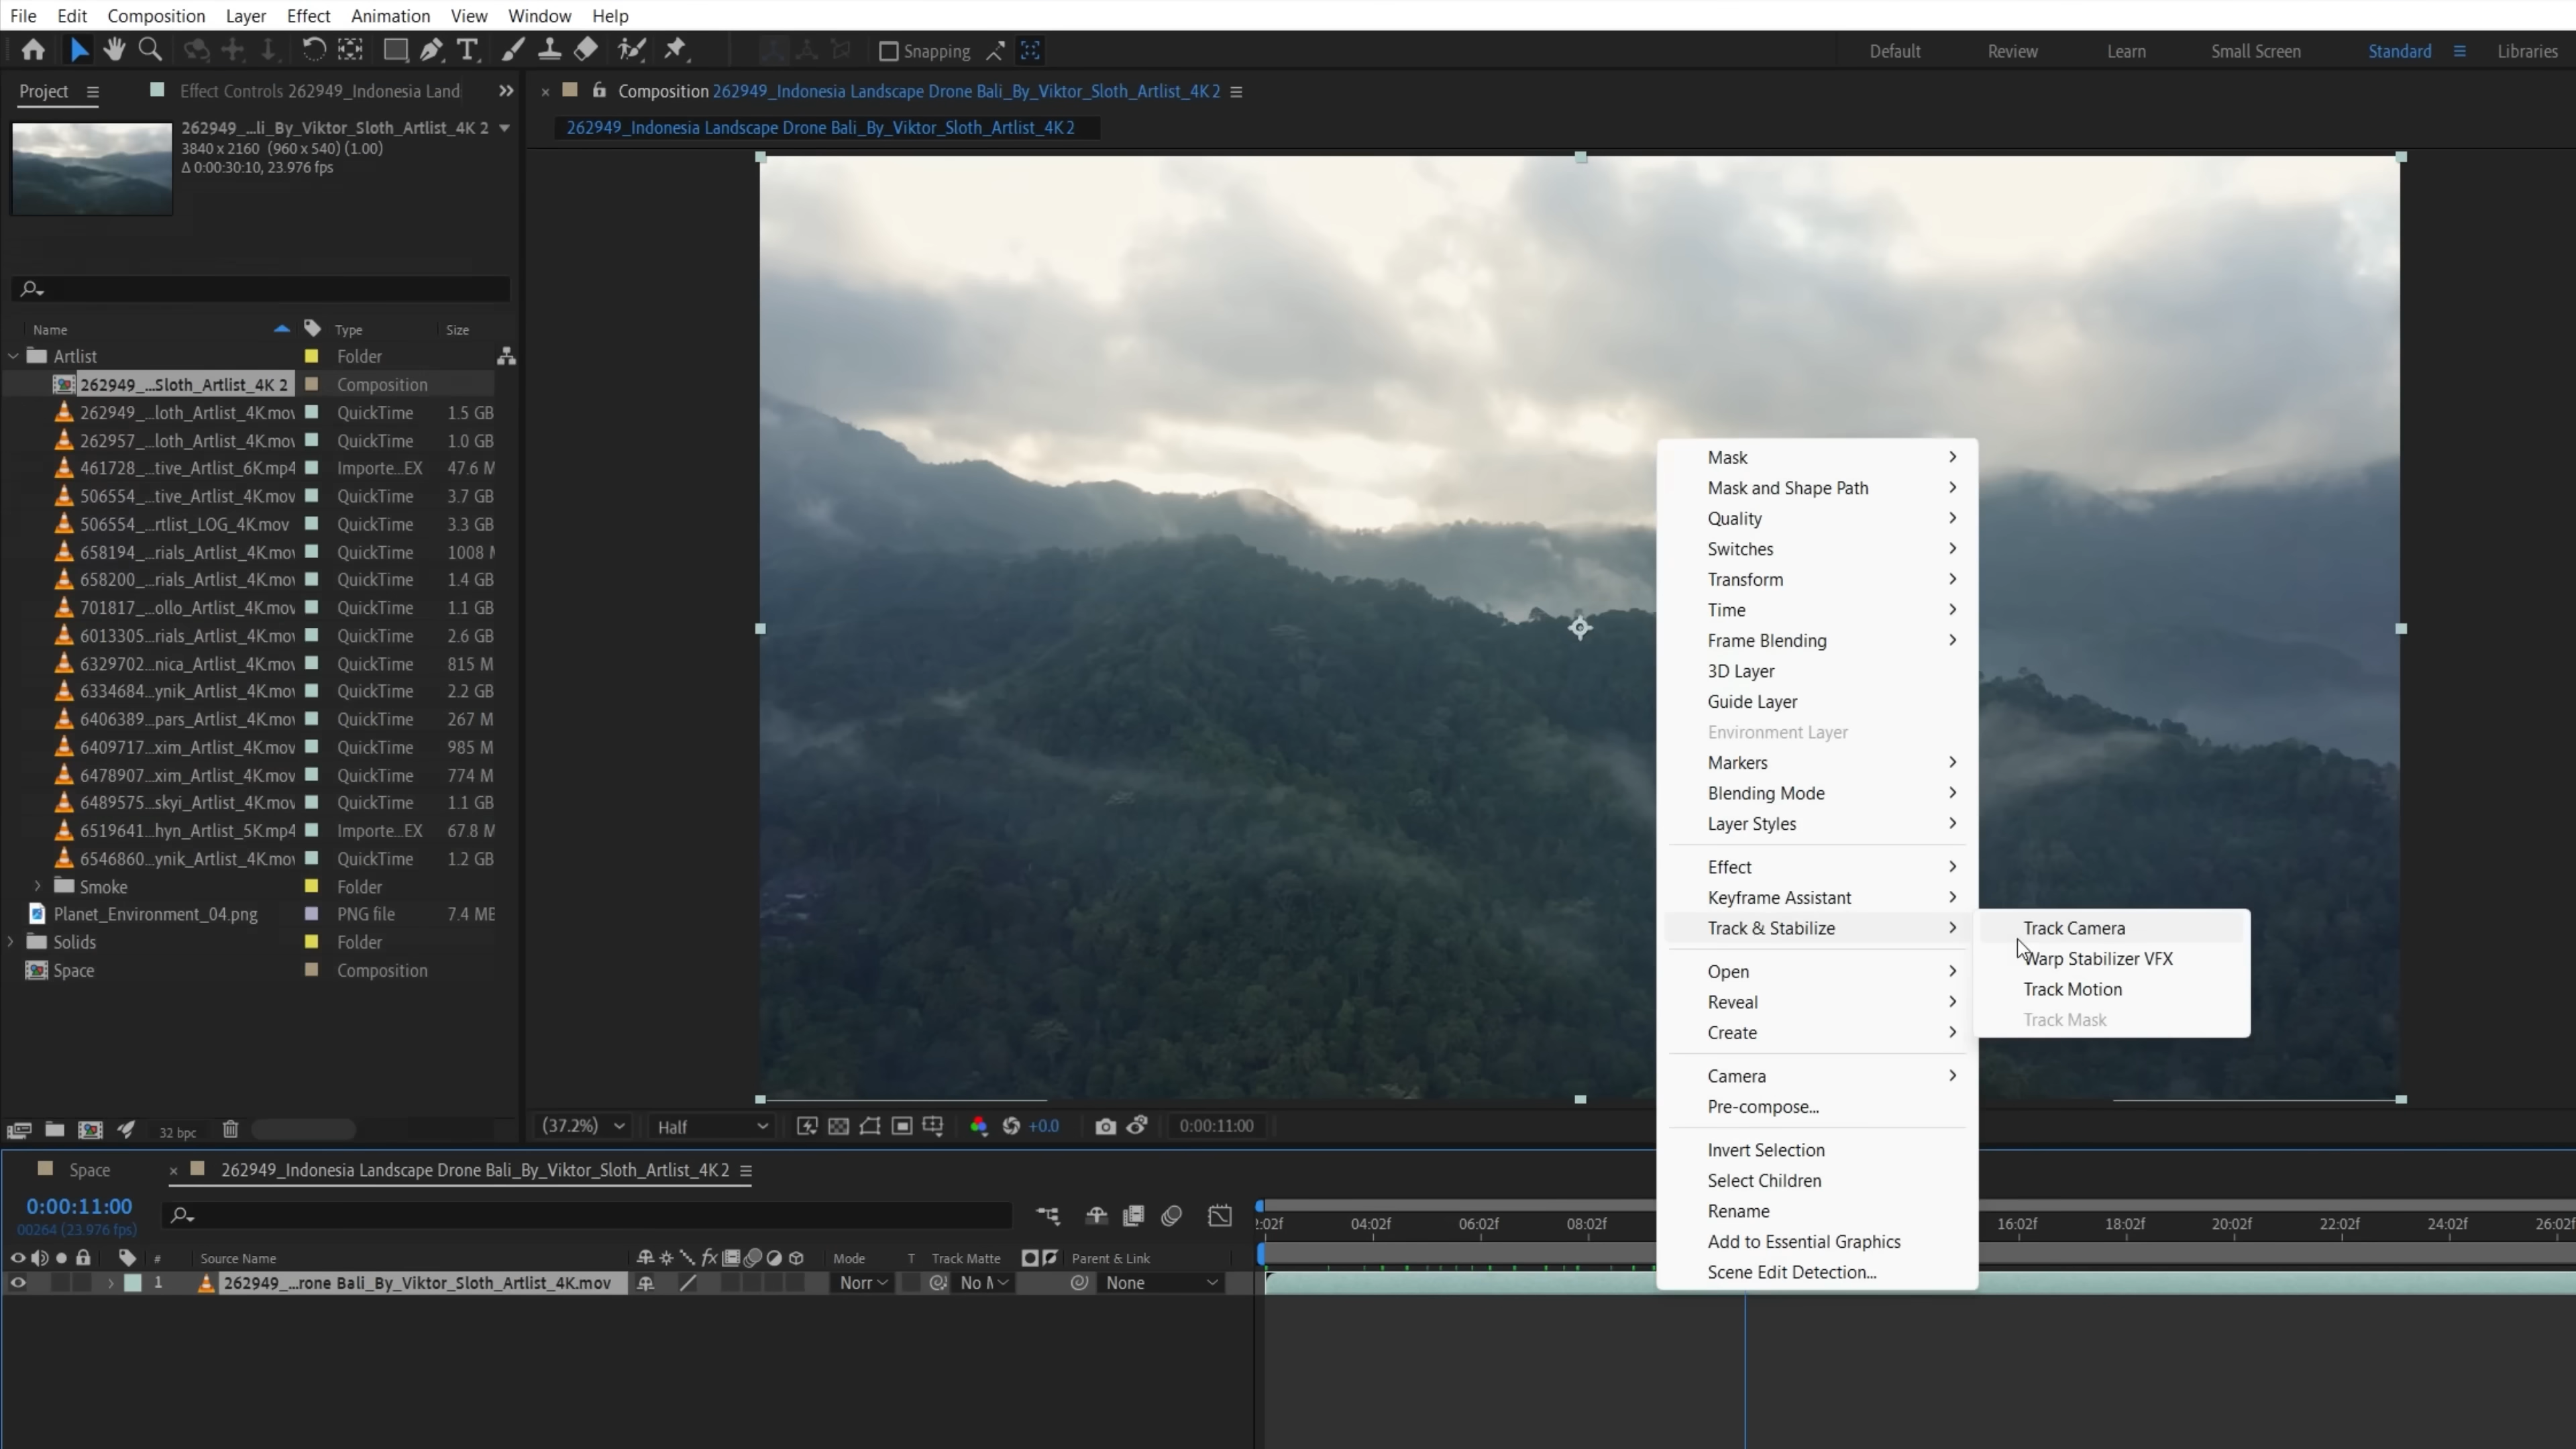 File Edit Composition Layer Effect Animation View Window Help
Snapping Default Review Learn Small Screen Standard Libraries
Project Effect Controls 262949_Indonesia Land
Composition 262949_Indonesia Landscape Drone Bali_By_Viktor_Sloth_Artlist_4K 2
262949_Indonesia Landscape Drone Bali_By_Viktor_Sloth_Artlist_4K 2
262949_...li_By_Viktor_Sloth_Artlist_4K 2
3840 x 2160 (960 x 540) (1.00)
Δ 0:00:30:10, 23.976 fps
Name Type Size
Artlist Folder
262949_...Sloth_Artlist_4K 2 Composition
262949_...loth_Artlist_4K.mov QuickTime 1.5 GB
262957_...loth_Artlist_4K.mov QuickTime 1.0 GB
461728_...tive_Artlist_6K.mp4 Importe...EX 47.6 M
506554_...tive_Artlist_4K.mov QuickTime 3.7 GB
506554_...rtlist_LOG_4K.mov QuickTime 3.3 GB
658194_...rials_Artlist_4K.mov QuickTime 1008 M
658200_...rials_Artlist_4K.mov QuickTime 1.4 GB
701817_...ollo_Artlist_4K.mov QuickTime 1.1 GB
6013305...rials_Artlist_4K.mov QuickTime 2.6 GB
6329702...nica_Artlist_4K.mov QuickTime 815 M
6334684...ynik_Artlist_4K.mov QuickTime 2.2 GB
6406389...pars_Artlist_4K.mov QuickTime 267 M
6409717...xim_Artlist_4K.mov QuickTime 985 M
6478907...xim_Artlist_4K.mov QuickTime 774 M
6489575...skyi_Artlist_4K.mov QuickTime 1.1 GB
6519641...hyn_Artlist_5K.mp4 Importe...EX 67.8 M
6546860...ynik_Artlist_4K.mov QuickTime 1.2 GB
Smoke Folder
Planet_Environment_04.png PNG file 7.4 ME
Solids Folder
Space Composition
32 bpc
Mask
Mask and Shape Path
Quality
Switches
Transform
Time
Frame Blending
3D Layer
Guide Layer
Environment Layer
Markers
Blending Mode
Layer Styles
Effect
Keyframe Assistant
Track & Stabilize
Open
Reveal
Create
Camera
Pre-compose...
Invert Selection
Select Children
Rename
Add to Essential Graphics
Scene Edit Detection...
Track Camera
Warp Stabilizer VFX
Track Motion
Track Mask
(37.2%) Half +0.0 0:00:11:00
Space 262949_Indonesia Landscape Drone Bali_By_Viktor_Sloth_Artlist_4K 2
0:00:11:00
00264 (23.976 fps)
2:02f 04:02f 06:02f 08:02f 16:02f 18:02f 20:02f 22:02f 24:02f 26:02
# Source Name fx Mode T Track Matte Parent & Link
1 262949_...rone Bali_By_Viktor_Sloth_Artlist_4K.mov Norr No M None